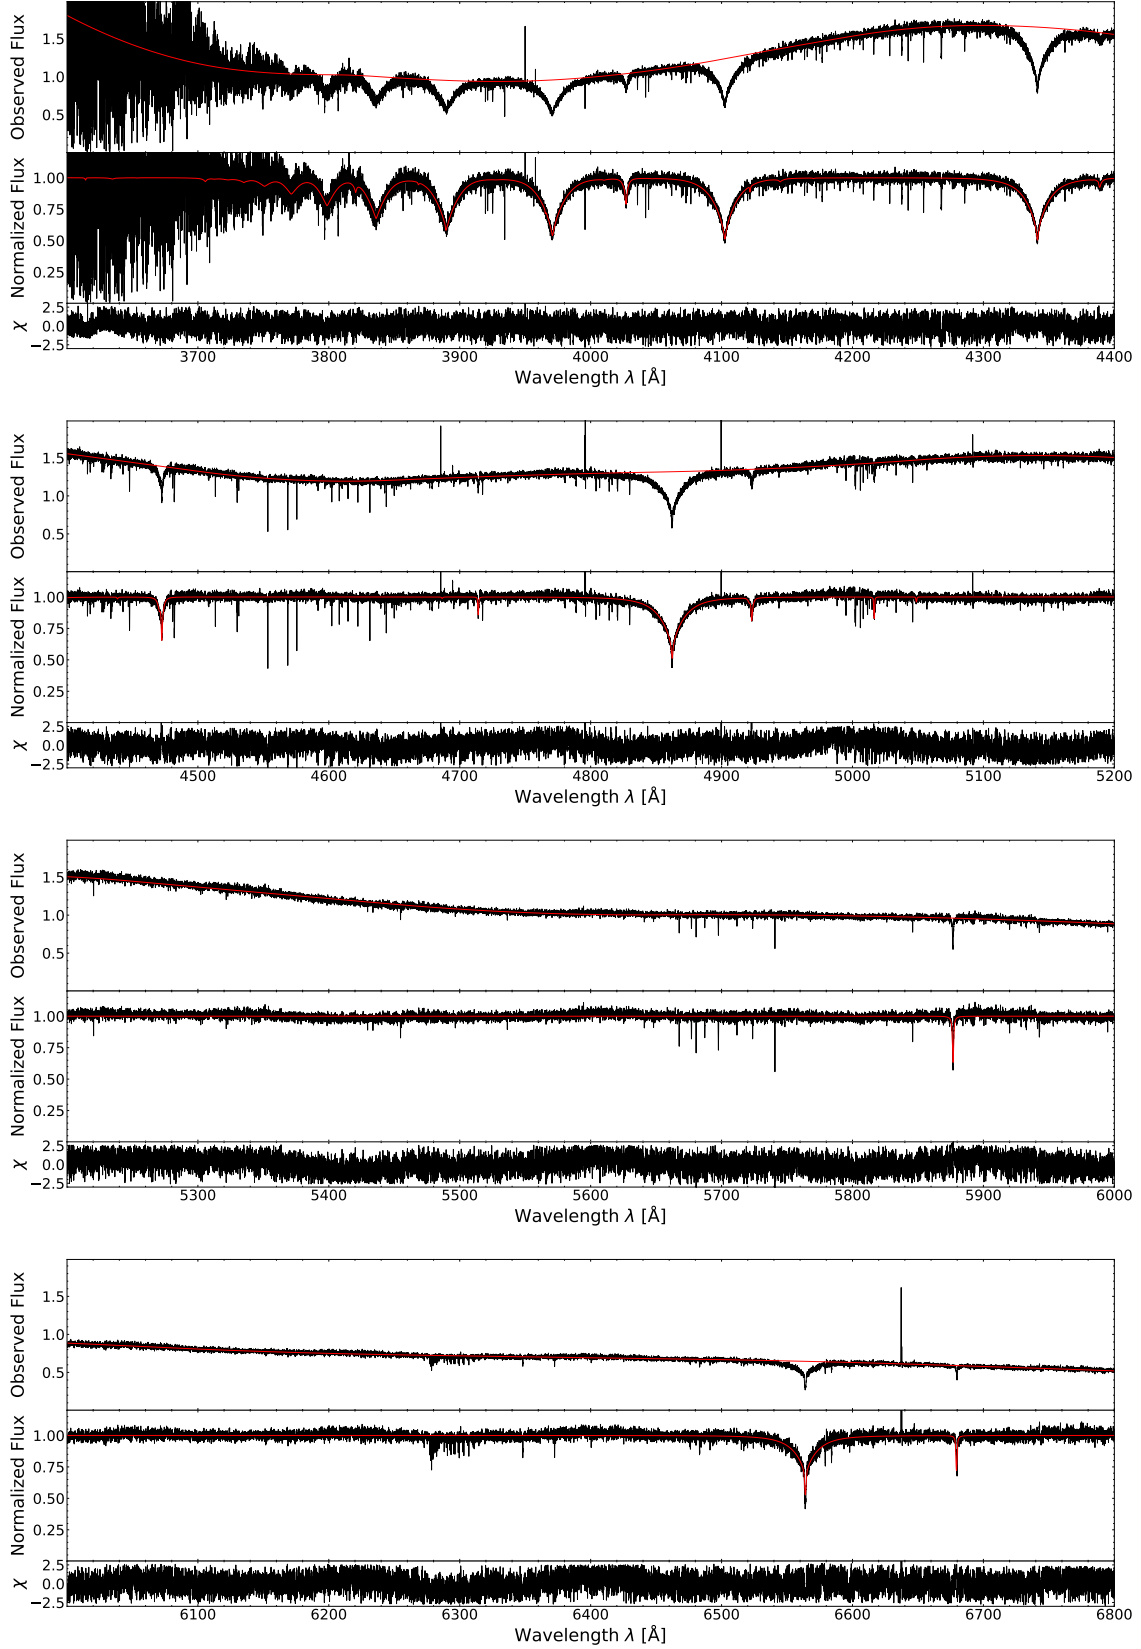 Observed Flux
1.5
1.0
0.5
Normalized Flux
1.00
0.75
0.50
0.25
χ
2.5
0.0
−2.5
3700 3800 3900 4000 4100 4200 4300 4400
Wavelength λ [Å]
Observed Flux
1.5
1.0
0.5
Normalized Flux
1.00
0.75
0.50
0.25
χ
2.5
0.0
−2.5
4500 4600 4700 4800 4900 5000 5100 5200
Wavelength λ [Å]
Observed Flux
1.5
1.0
0.5
Normalized Flux
1.00
0.75
0.50
0.25
χ
2.5
0.0
−2.5
5300 5400 5500 5600 5700 5800 5900 6000
Wavelength λ [Å]
Observed Flux
1.5
1.0
0.5
Normalized Flux
1.00
0.75
0.50
0.25
χ
2.5
0.0
−2.5
6100 6200 6300 6400 6500 6600 6700 6800
Wavelength λ [Å]